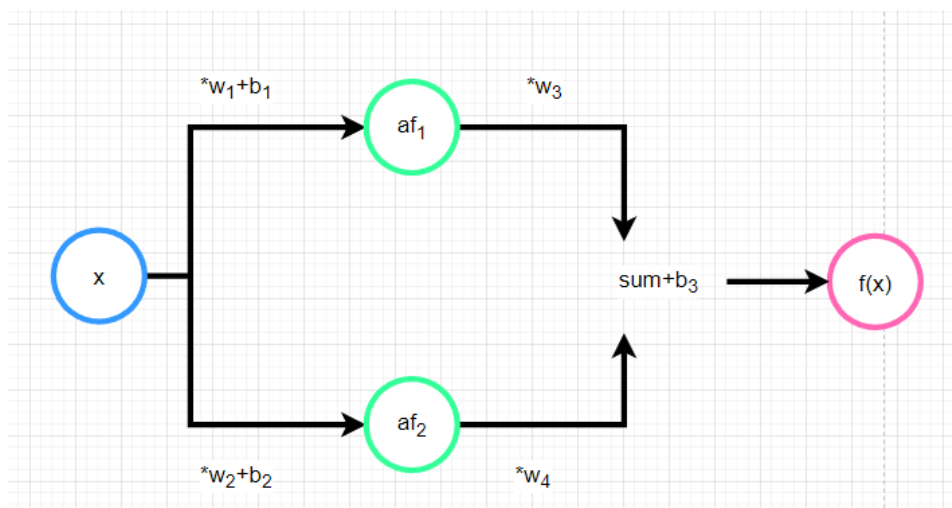 *w₁+b₁
*w₃
af₁
x
sum+b₃
f(x)
af₂
*w₂+b₂
*w₄